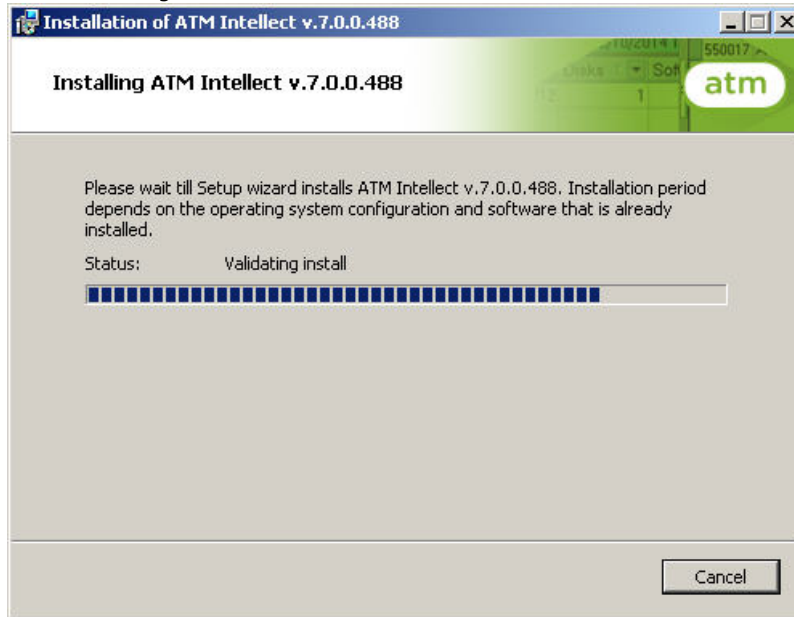 Installation of ATM Intellect v.7.0.0.488
Installing ATM Intellect v.7.0.0.488
550017
1
atm
Please wait till Setup wizard installs ATM Intellect v.7.0.0.488. Installation period
depends on the operating system configuration and software that is already
installed.
Status: Validating install
Cancel